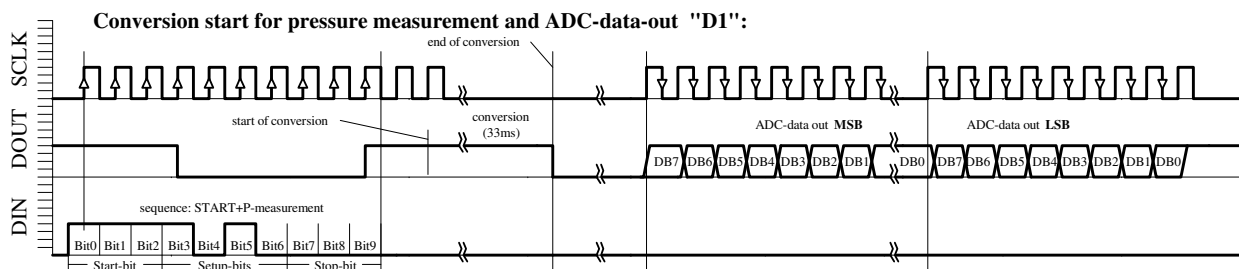 Conversion start for pressure measurement and ADC-data-out "D1":
end of conversion
SCLK
start of conversion
conversion
(33ms)
ADC-data out MSB
ADC-data out LSB
DOUT
DB7 DB6 DB5 DB4 DB3 DB2 DB1 DB0 DB7 DB6 DB5 DB4 DB3 DB2 DB1 DB0
DIN
sequence: START+P-measurement
Bit0 Bit1 Bit2 Bit3 Bit4 Bit5 Bit6 Bit7 Bit8 Bit9
Start-bit Setup-bits Stop-bit